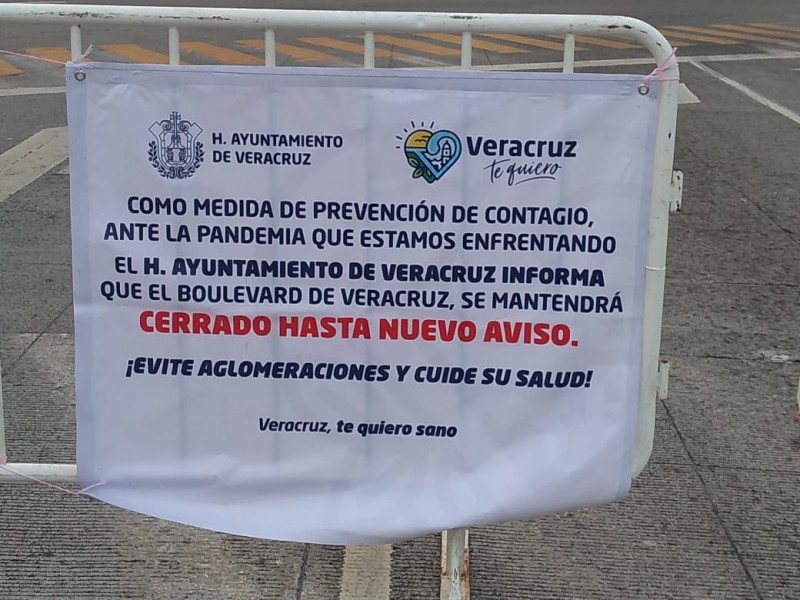 H. AYUNTAMIENTO
DE VERACRUZ
Veracruz
te quiero
COMO MEDIDA DE PREVENCIÓN DE CONTAGIO,
ANTE LA PANDEMIA QUE ESTAMOS ENFRENTANDO
EL H. AYUNTAMIENTO DE VERACRUZ INFORMA
QUE EL BOULEVARD DE VERACRUZ, SE MANTENDRÁ
CERRADO HASTA NUEVO AVISO.
¡EVITE AGLOMERACIONES Y CUIDE SU SALUD!
Veracruz, te quiero sano